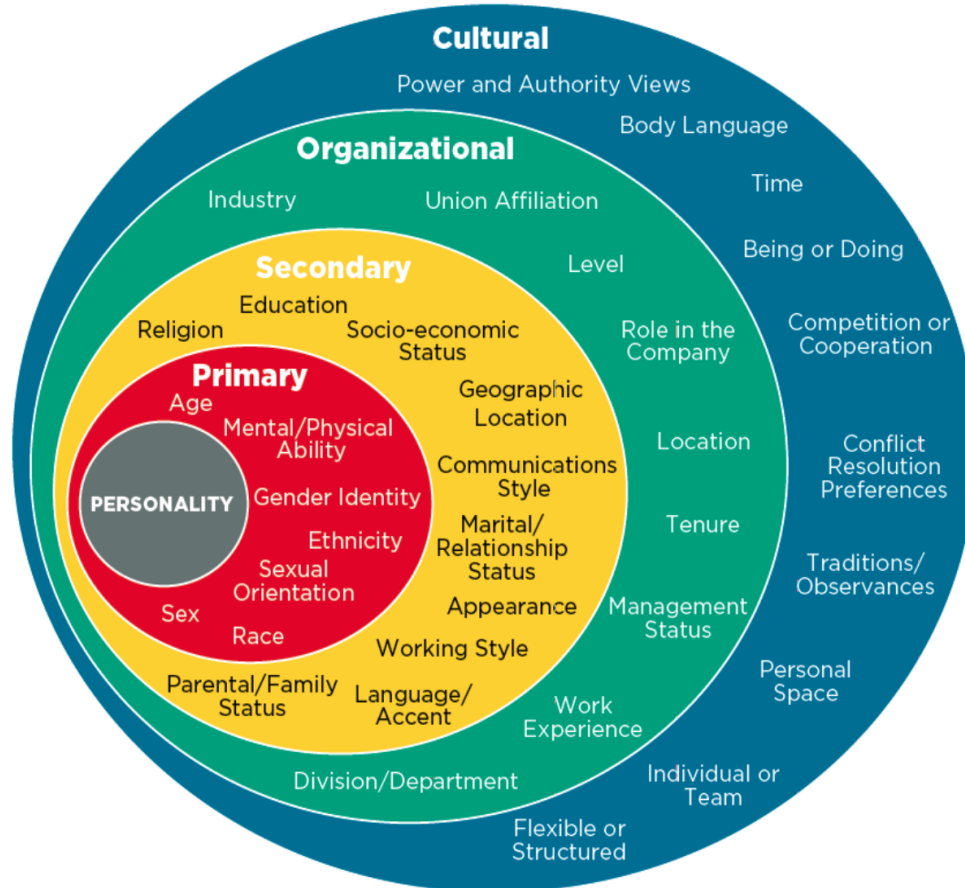 Cultural
Power and Authority Views
Body Language
Time
Being or Doing
Competition or
Cooperation
Conflict
Resolution
Preferences
Traditions/
Observances
Personal
Space
Individual or
Team
Flexible or
Structured
Organizational
Industry
Union Affiliation
Level
Role in the
Company
Location
Tenure
Management
Status
Work
Experience
Division/Department
Secondary
Education
Religion
Socio-economic
Status
Geographic
Location
Communications
Style
Marital/
Relationship
Status
Appearance
Working Style
Language/
Accent
Parental/Family
Status
Primary
Age
Mental/Physical
Ability
Gender Identity
Ethnicity
Sexual
Orientation
Sex
Race
PERSONALITY